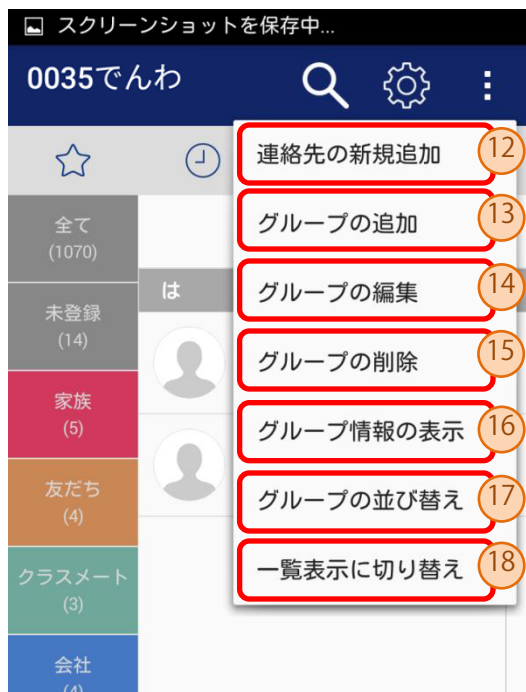 スクリーンショットを保存中...
0035でんわ
連絡先の新規追加
12
グループの追加
13
グループの編集
14
グループの削除
15
グループ情報の表示
16
グループの並び替え
17
一覧表示に切り替え
18
全て
(1070)
未登録
(14)
家族
(5)
友だち
(4)
クラスメート
(3)
会社
(4)
は